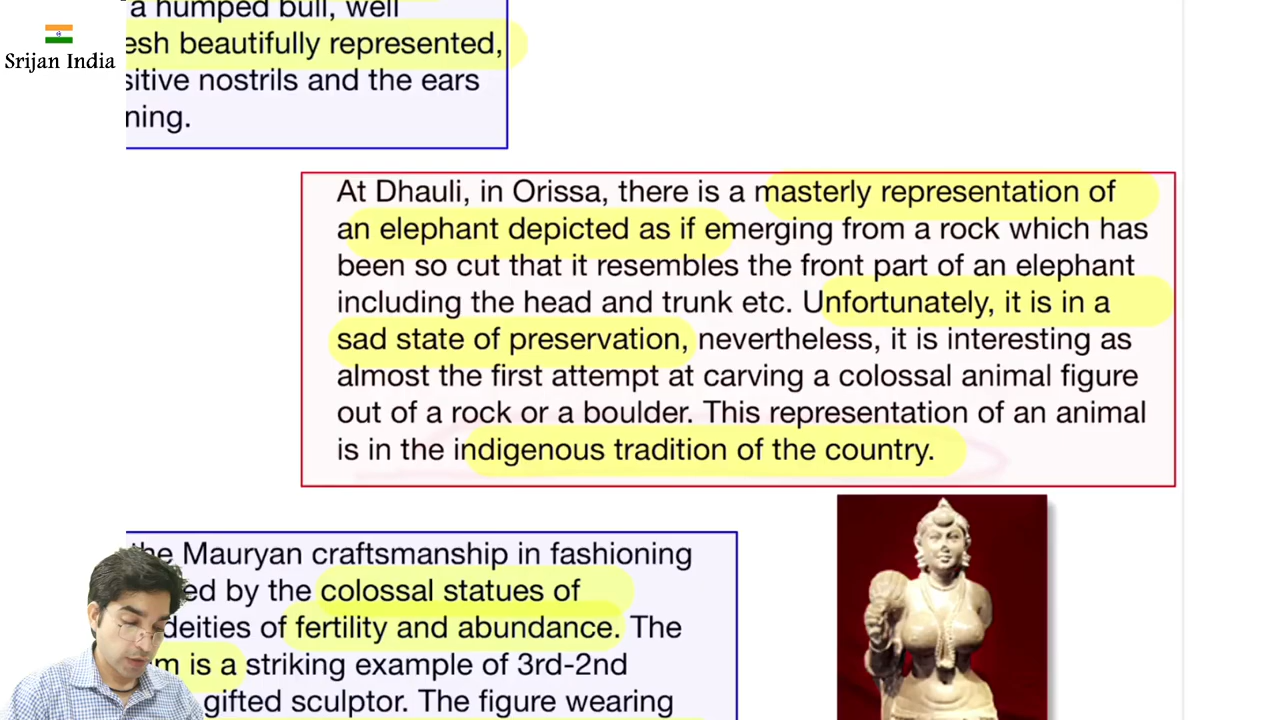 a humped bull, well
Srijan India
esh beautifully represented,
sitive nostrils and the ears
ning.
At Dhauli, in Orissa, there is a masterly representation of
an elephant depicted as if emerging from a rock which has
been so cut that it resembles the front part of an elephant
including the head and trunk etc. Unfortunately, it is in a
sad state of preservation, nevertheless, it is interesting as
almost the first attempt at carving a colossal animal figure
out of a rock or a boulder. This representation of an animal
is in the indigenous tradition of the country.
the Mauryan craftsmanship in fashioning
ed by the colossal statues of
deities of fertility and abundance. The
m is a striking example of 3rd-2nd
gifted sculptor. The figure wearing